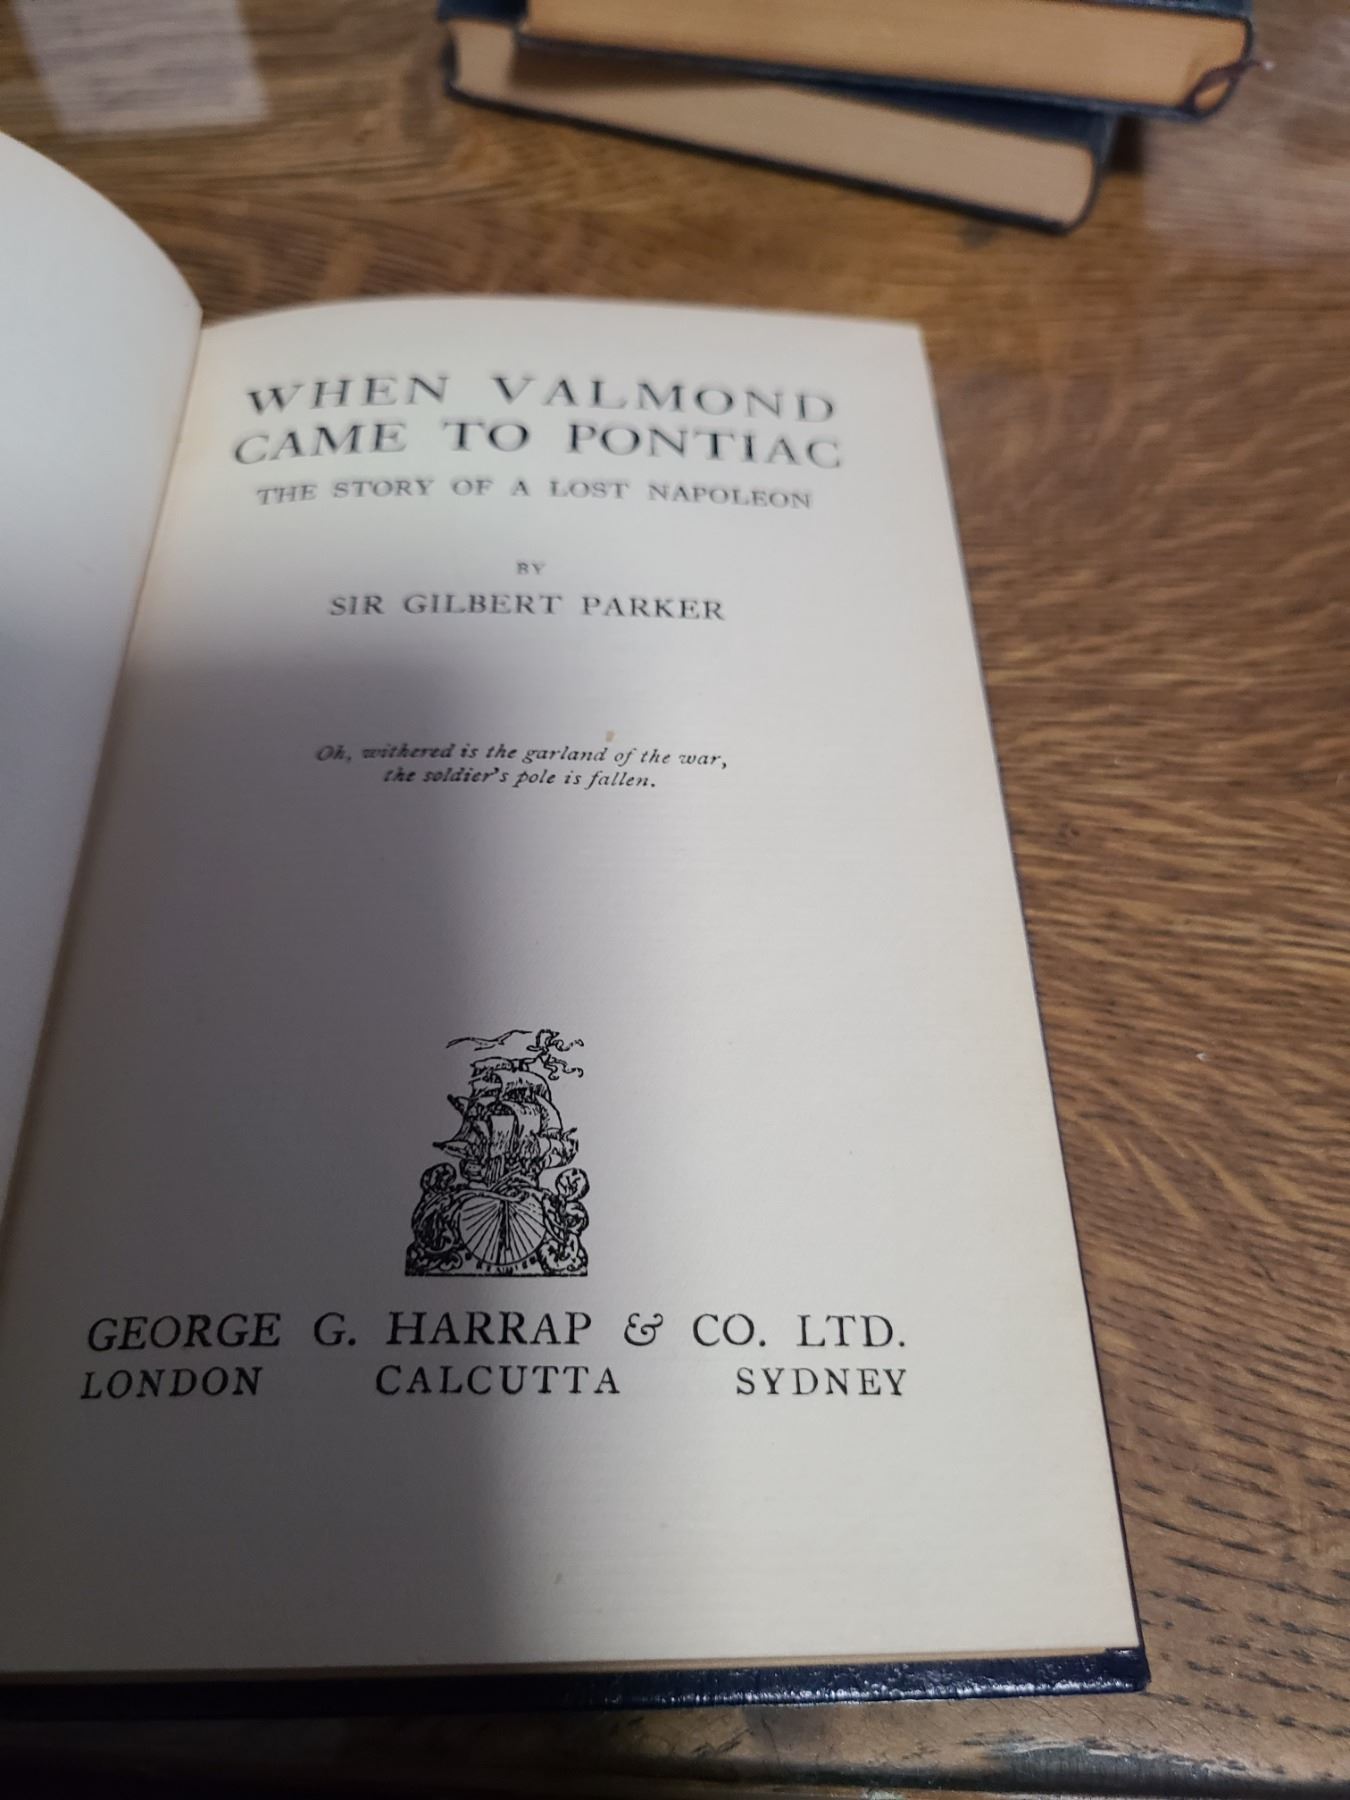 WHEN VALMOND
CAME TO PONTIAC
THE STORY OF A LOST NAPOLEON
BY
SIR GILBERT PARKER
Oh, withered is the garland of the war,
the soldier's pole is fallen.
GEORGE G. HARRAP & CO. LTD.
LONDON CALCUTTA SYDNEY